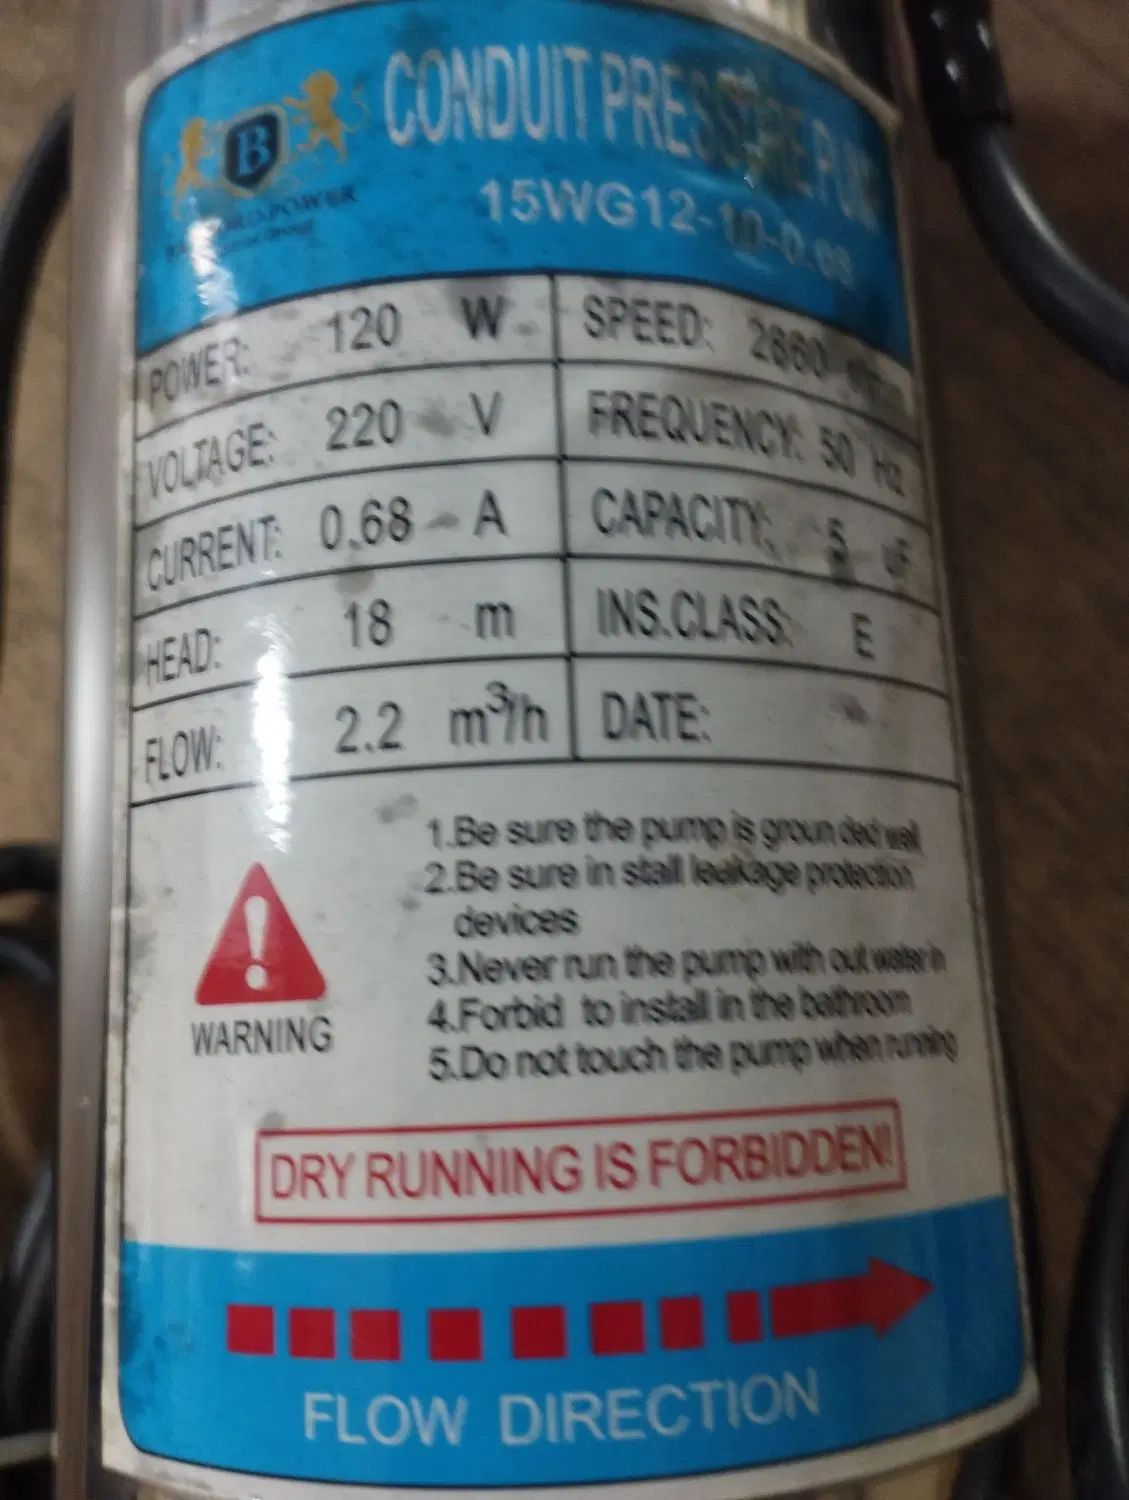 CONDUIT PRESSURE PUMP
B
POWER
15WG12-10-0.68
POWER: 120 W SPEED: 2860
VOLTAGE: 220 V FREQUENCY: 50 Hz
CURRENT: 0.68 A CAPACITY: 5 uF
HEAD: 18 m INS.CLASS: E
FLOW: 2.2 m³/h DATE:
1.Be sure the pump is groun ded well
2.Be sure in stall leakage protection
devices
3.Never run the pump with out water in
4.Forbid to install in the bathroom
5.Do not touch the pump when running
WARNING
DRY RUNNING IS FORBIDDEN!
FLOW DIRECTION